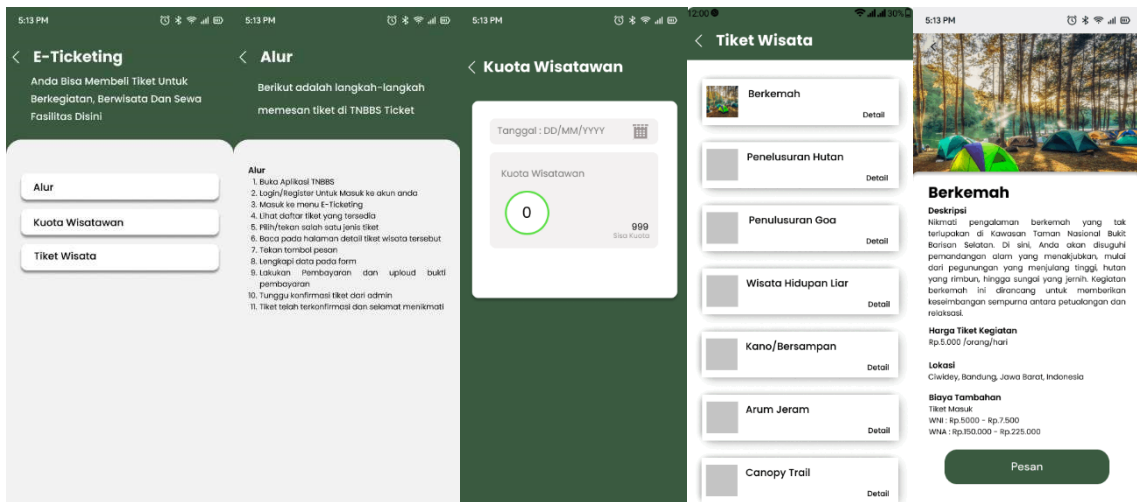 5:13 PM
E-Ticketing
Anda Bisa Membeli Tiket Untuk
Berkegiatan, Berwisata Dan Sewa
Fasilitas Disini
Alur
Kuota Wisatawan
Tiket Wisata
5:13 PM
Alur
Berikut adalah langkah-langkah
memesan tiket di TNBBS Ticket
Alur
1. Buka Aplikasi TNBBS
2. Login/Register Untuk Masuk ke akun anda
3. Masuk ke menu E-Ticketing
4. Lihat daftar tiket yang tersedia
5. Pilih/tekan salah satu jenis tiket
6. Baca pada halaman detail tiket wisata tersebut
7. Tekan tombol pesan
8. Lengkapi data pada form
9. Lakukan Pembayaran dan uploud bukti
pembayaran
10. Tunggu konfirmasi tiket dari admin
11. Tiket telah terkonfirmasi dan selamat menikmati
5:13 PM
Kuota Wisatawan
Tanggal : DD/MM/YYYY
Kuota Wisatawan
0
999
Sisa Kuota
12:00
30%
Tiket Wisata
Berkemah
Detail
Penelusuran Hutan
Detail
Penulusuran Goa
Detail
Wisata Hidupan Liar
Detail
Kano/Bersampan
Detail
Arum Jeram
Detail
Canopy Trail
Detail
5:13 PM
Berkemah
Deskripsi
Nikmati pengalaman berkemah yang tak
terlupakan di Kawasan Taman Nasional Bukit
Barisan Selatan. Di sini, Anda akan disuguhi
pemandangan alam yang menakjubkan, mulai
dari pegunungan yang menjulang tinggi, hutan
yang rimbun, hingga sungai yang jernih. Kegiatan
berkemah ini dirancang untuk memberikan
keseimbangan sempurna antara petualangan dan
relaksasi.
Harga Tiket Kegiatan
Rp.5.000 /orang/hari
Lokasi
Ciwidey, Bandung, Jawa Barat, Indonesia
Biaya Tambahan
Tiket Masuk
WNI : Rp.5000 - Rp.7.500
WNA : Rp.150.000 - Rp.225.000
Pesan